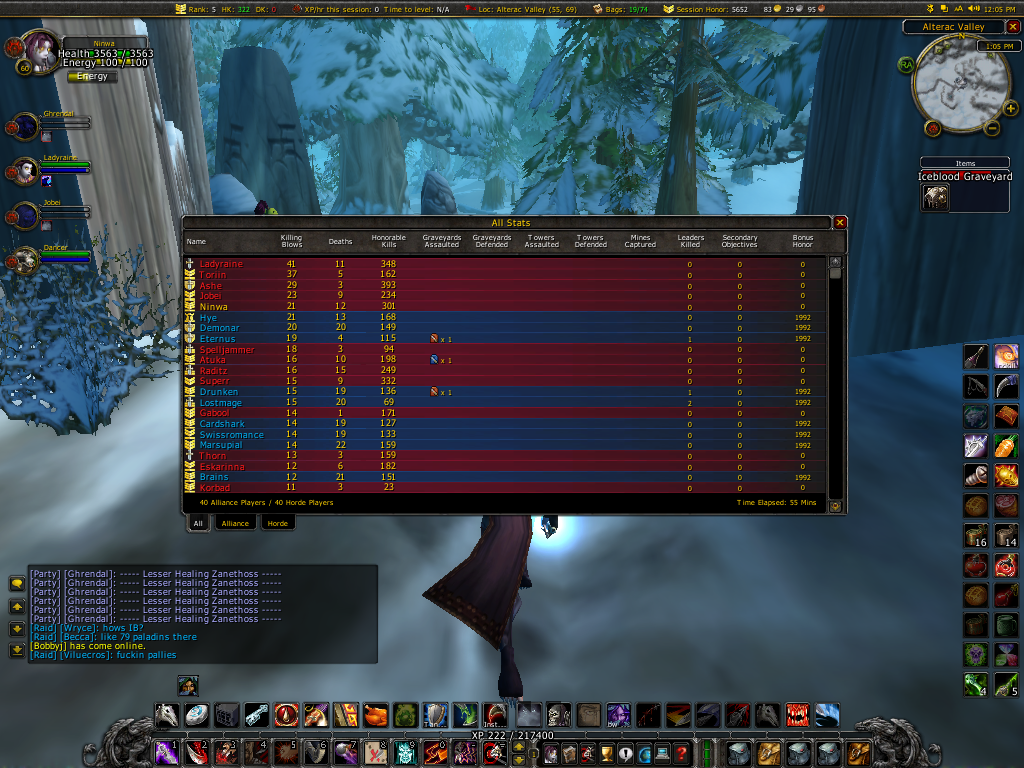 Rank: 5 HK: 322 DK: 0 XP/hr this session: 0 Time to level: N/A Loc: Alterac Valley (55, 69) Bags: 19/74 Session Honor: 5652 83 29 95 12:05 PM
Alterac Valley
N
1:05 PM
Ninwa
Health 3563 / 3563
Energy 100 / 100
60
Energy
Ghrendal
Ladyraine
Jobei
Dancer
Items
Iceblood Graveyard
All Stats
Name Killing Blows Deaths Honorable Kills Graveyards Assaulted Graveyards Defended Towers Assaulted Towers Defended Mines Captured Leaders Killed Secondary Objectives Bonus Honor
Ladyraine 41 11 348 0 0 0
Toriin 37 5 162 0 0 0
Ashe 29 3 393 0 0 0
Jobei 23 9 234 0 0 0
Ninwa 21 12 301 0 0 0
Hye 21 13 168 0 0 1992
Demonar 20 20 149 0 0 1992
Eternus 19 4 115 x 1 1 0 1992
Spelljammer 18 3 94 0 0 0
Atuka 16 10 198 x 1 0 0 0
Raditz 16 15 249 0 0 0
Superr 15 9 332 0 0 0
Drunken 15 19 136 x 1 1 0 1992
Lostmage 15 20 69 2 0 1992
Gabool 14 1 171 0 0 0
Cardshark 14 19 127 0 0 1992
Swissromance 14 19 133 0 0 1992
Marsupial 14 22 159 0 0 1992
Thorn 13 3 159 0 0 0
Eskarinna 12 6 182 0 0 0
Brains 12 21 151 0 0 1992
Korbad 11 3 23 0 0 0
40 Alliance Players / 40 Horde Players Time Elapsed: 55 Mins
All Alliance Horde
[Party] [Ghrendal]: ----- Lesser Healing Zanethoss -----
[Party] [Ghrendal]: ----- Lesser Healing Zanethoss -----
[Party] [Ghrendal]: ----- Lesser Healing Zanethoss -----
[Party] [Ghrendal]: ----- Lesser Healing Zanethoss -----
[Party] [Ghrendal]: ----- Lesser Healing Zanethoss -----
[Party] [Ghrendal]: ----- Lesser Healing Zanethoss -----
[Raid] [Wryce]: hows IB?
[Raid] [Becca]: like 79 paladins there
[Bobbyj] has come online.
[Raid] [Viluecros]: fuckin pallies
16 14
4 5
XP 222 / 217400
1 2 3 4 5 6 7 8 9 0